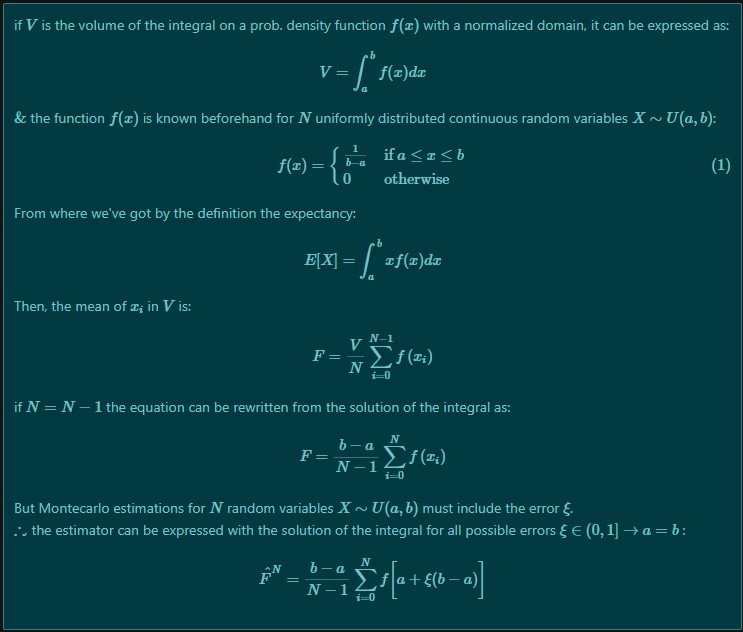 if V is the volume of the integral on a prob. density function f(x) with a normalized domain, it can be expressed as:
V = ∫_a^b f(x)dx
& the function f(x) is known beforehand for N uniformly distributed continuous random variables X ∼ U(a, b):
f(x) = { 1/(b−a) if a ≤ x ≤ b
0 otherwise (1)
From where we've got by the definition the expectancy:
E[X] = ∫_a^b xf(x)dx
Then, the mean of x_i in V is:
F = V/N ∑_{i=0}^{N−1} f (x_i)
if N = N − 1 the equation can be rewritten from the solution of the integral as:
F = (b − a)/(N − 1) ∑_{i=0}^{N} f (x_i)
But Montecarlo estimations for N random variables X ∼ U(a, b) must include the error ξ.
∴ the estimator can be expressed with the solution of the integral for all possible errors ξ ∈ (0, 1] → a = b:
F̂^N = (b − a)/(N − 1) ∑_{i=0}^{N} f[a + ξ(b − a)]